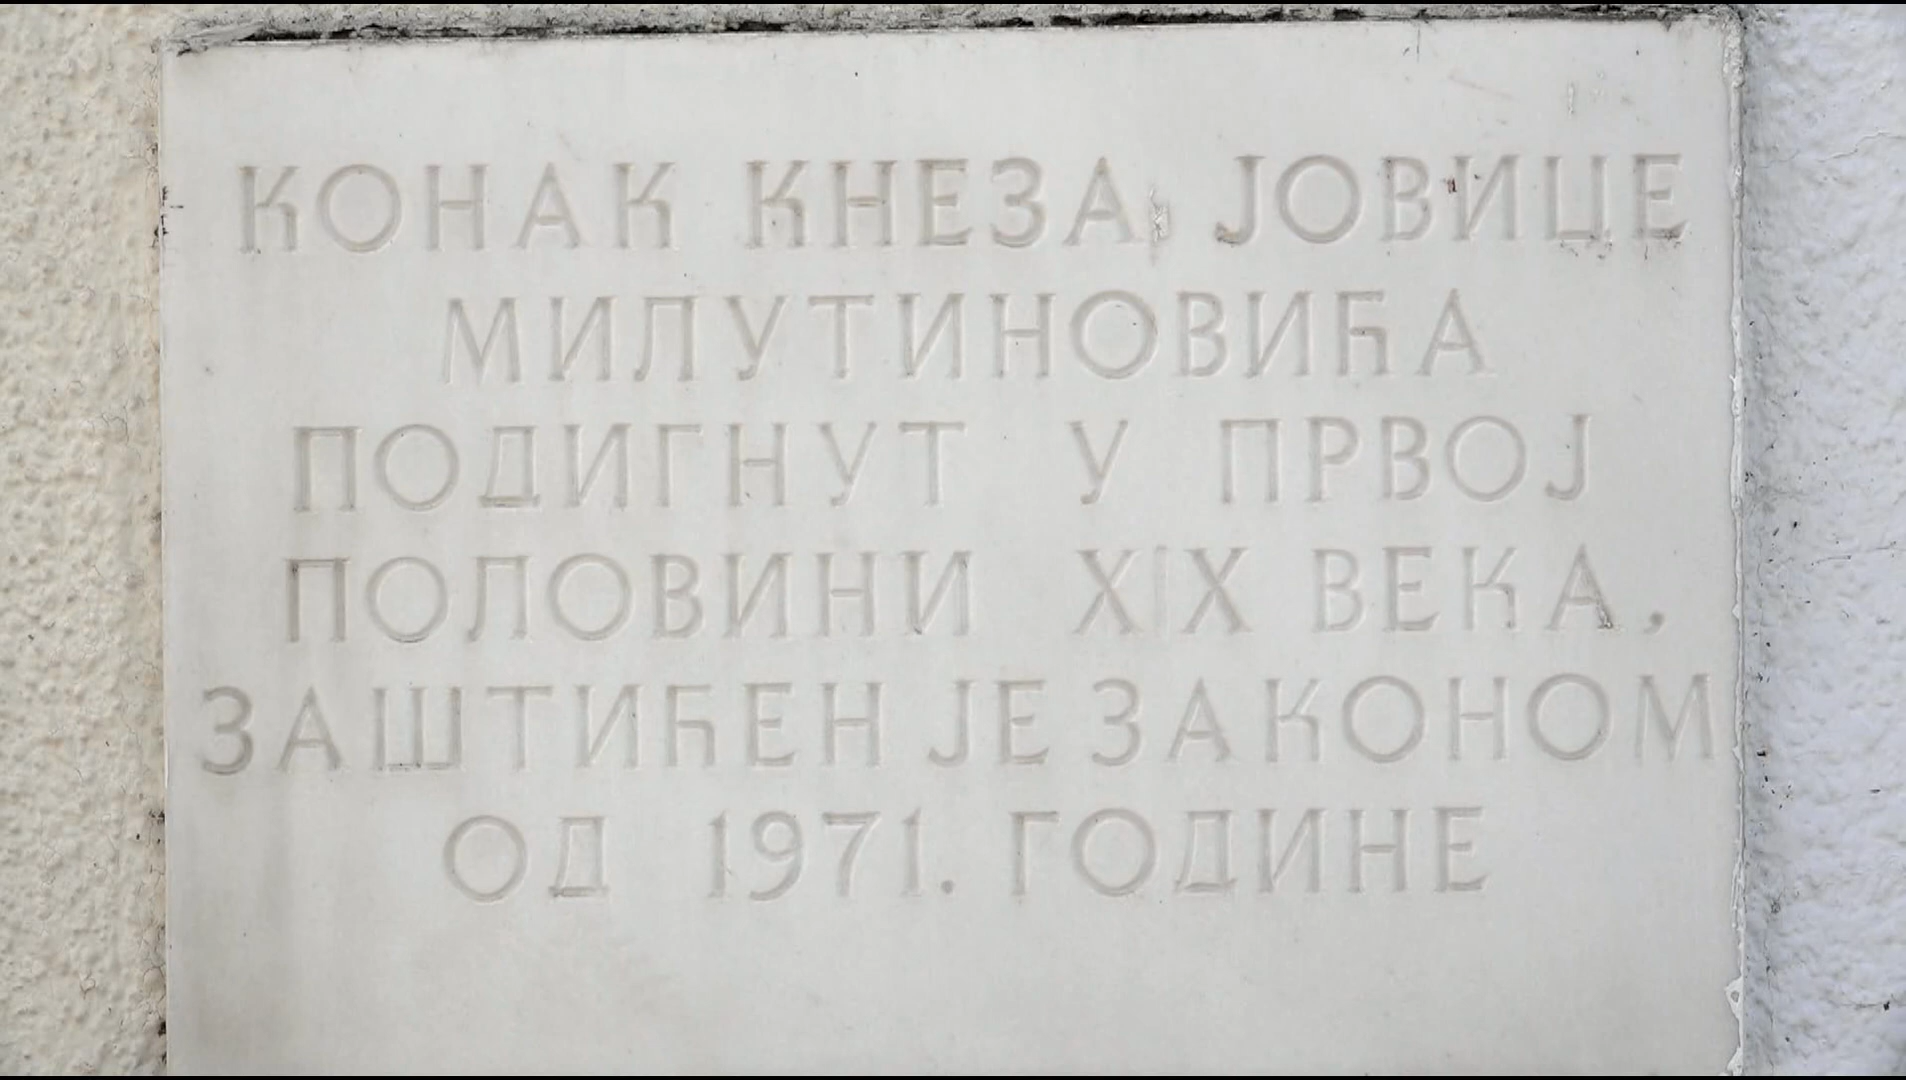 КОНАК КНЕЗА ЈОВИЦЕ
МИЛУТИНОВИЋА
ПОДИГНУТ У ПРВОЈ
ПОЛОВИНИ XIX ВЕКА,
ЗАШТИЋЕН ЈЕ ЗАКОНОМ
ОД 1971. ГОДИНЕ